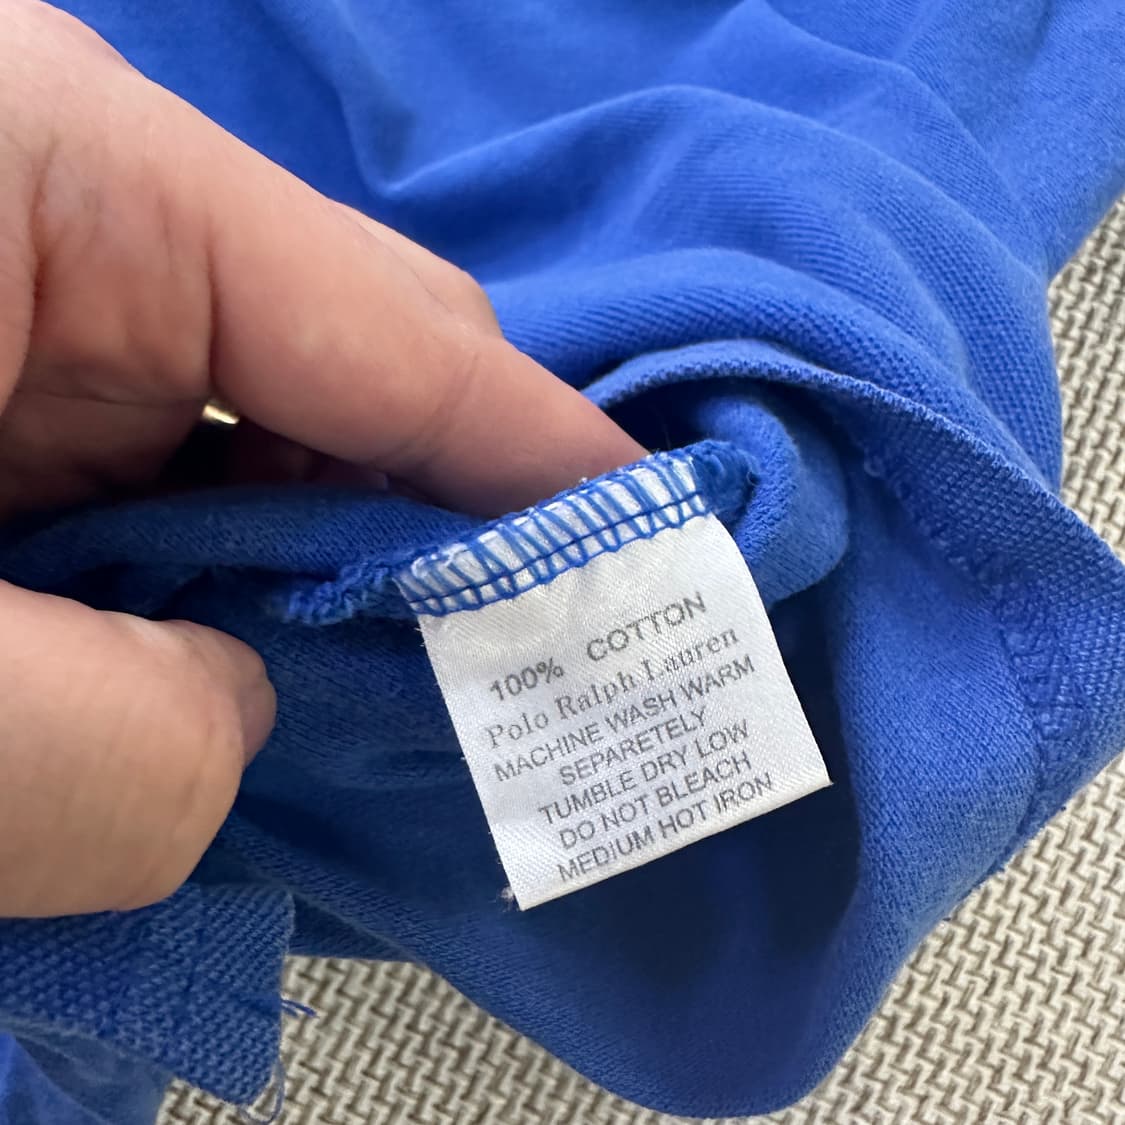 100% COTTON
Polo Ralph Lauren
MACHINE WASH WARM
SEPARETELY
TUMBLE DRY LOW
DO NOT BLEACH
MEDIUM HOT IRON